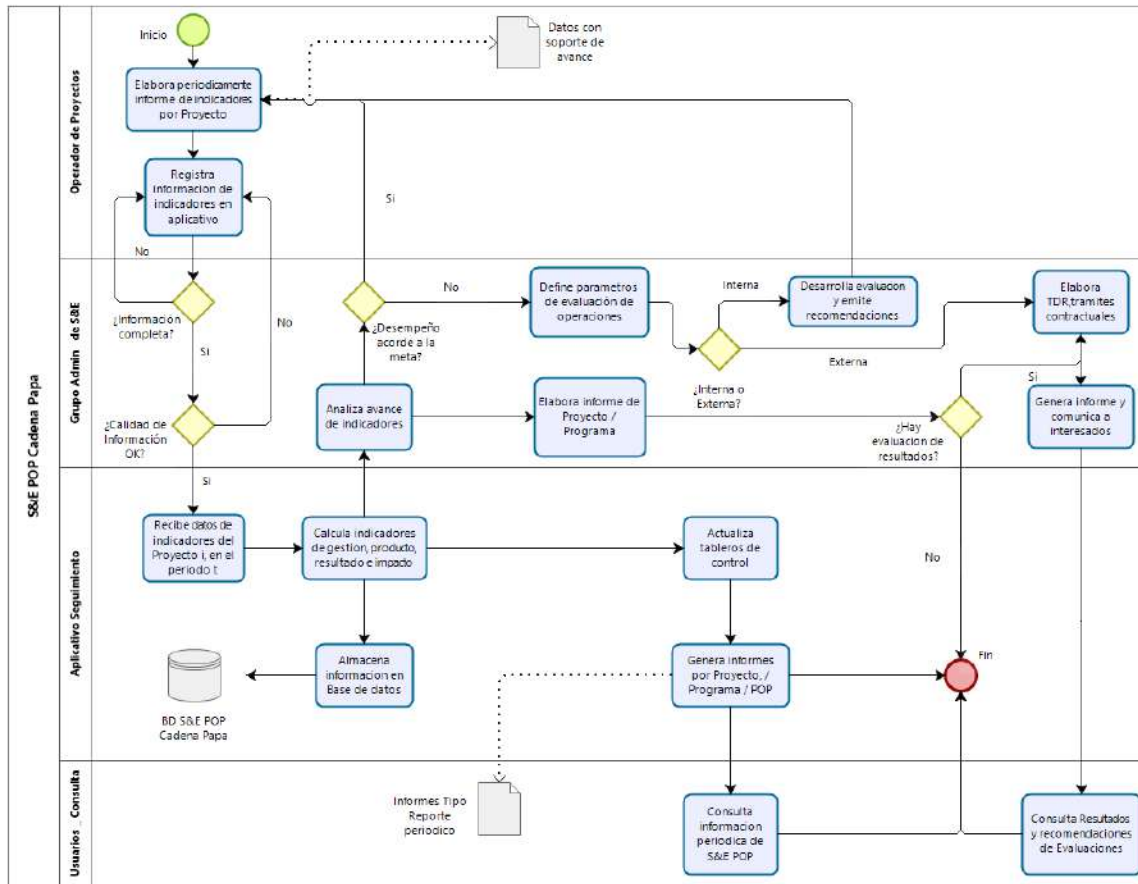 S&E POP Cadena Papa
Operador de Proyectos
Inicio
Datos con
soporte de
avance
Elabora periodicamente
informe de indicadores
por Proyecto
Registra
informacion de
indicadores en
aplicativo
Si
No
Grupo Admin de S&E
¿Información
completa?
No
Si
¿Desempeño
acorde a la
meta?
No
Define parametros
de evaluación de
operaciones
Interna
Desarrolla evaluacion
y emite
recomendaciones
Elabora
TDR,tramites
contractuales
Externa
¿Interna o
Externa?
Si
¿Calidad de
Información
OK?
Analiza avance
de indicadores
Elabora informe de
Proyecto /
Programa
¿Hay
evaluación de
resultados?
Genera informe y
comunica a
interesados
Aplicativo Seguimiento
Si
Recibe datos de
indicadores del
Proyecto i, en el
periodo t
Calcula indicadores
de gestion, producto,
resultado e impacto
Actualiza
tableros de
control
No
Almacena
informacion en
Base de datos
Genera informes
por Proyecto, /
Programa / POP
Fin
BD S&E POP
Cadena Papa
Usuarios _ Consulta
Informes Tipo
Reporte
periodico
Consulta
informacion
periodica de
S&E POP
Consulta Resultados
y recomendaciones
de Evaluaciones